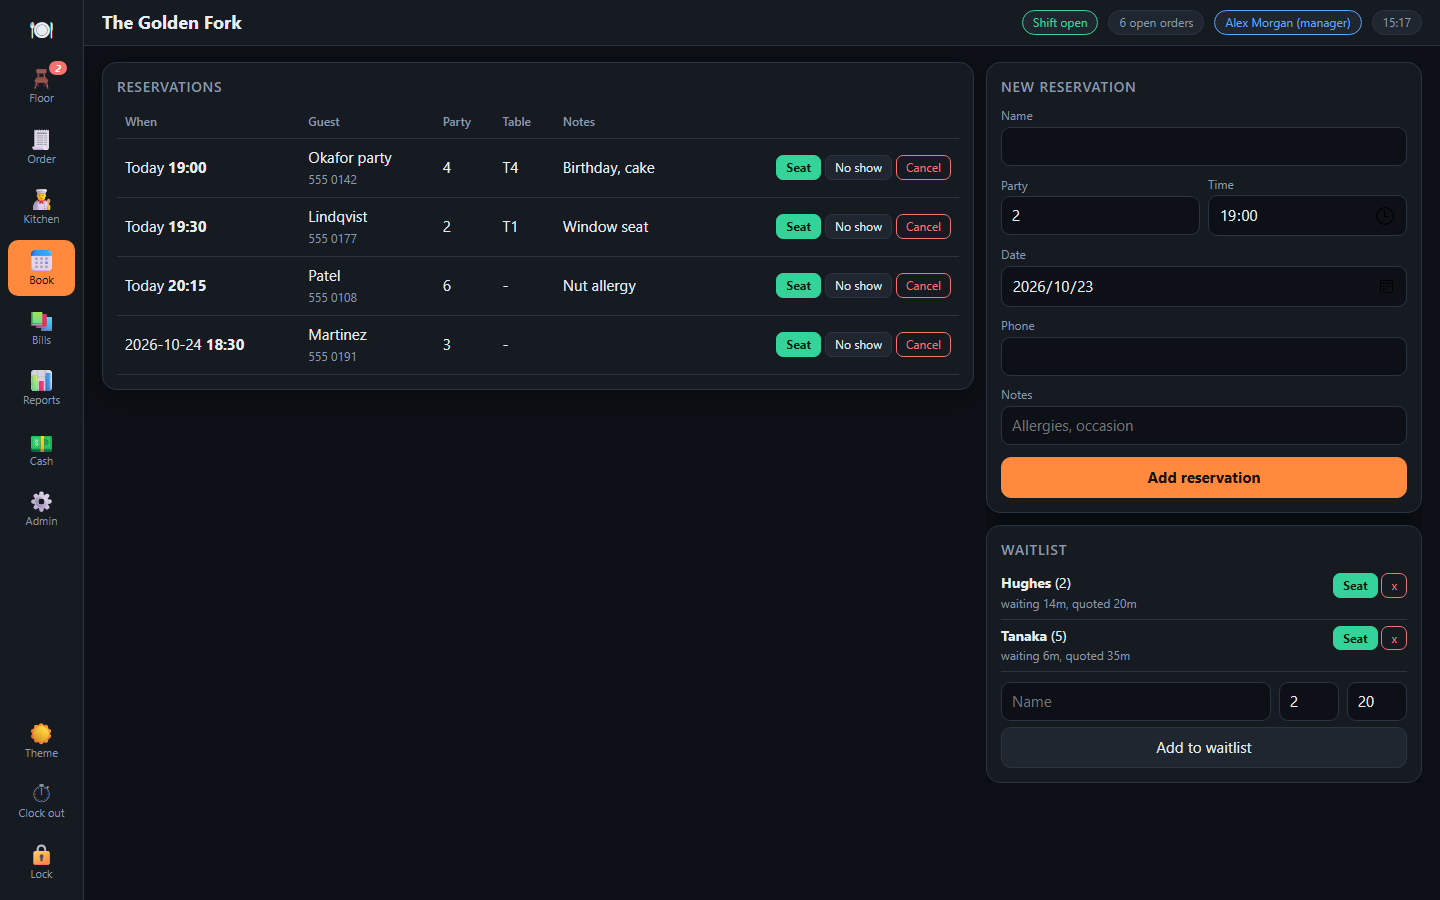 The Golden Fork
Shift open
6 open orders
Alex Morgan (manager)
15:17
2
Floor
Order
Kitchen
Book
Bills
Reports
Cash
Admin
Theme
Clock out
Lock
RESERVATIONS
When Guest Party Table Notes
Today 19:00 Okafor party 4 T4 Birthday, cake Seat No show Cancel
555 0142
Today 19:30 Lindqvist 2 T1 Window seat Seat No show Cancel
555 0177
Today 20:15 Patel 6 - Nut allergy Seat No show Cancel
555 0108
2026-10-24 18:30 Martinez 3 - Seat No show Cancel
555 0191
NEW RESERVATION
Name
Party Time
2 19:00
Date
2026/10/23
Phone
Notes
Allergies, occasion
Add reservation
WAITLIST
Hughes (2) Seat x
waiting 14m, quoted 20m
Tanaka (5) Seat x
waiting 6m, quoted 35m
Name 2 20
Add to waitlist